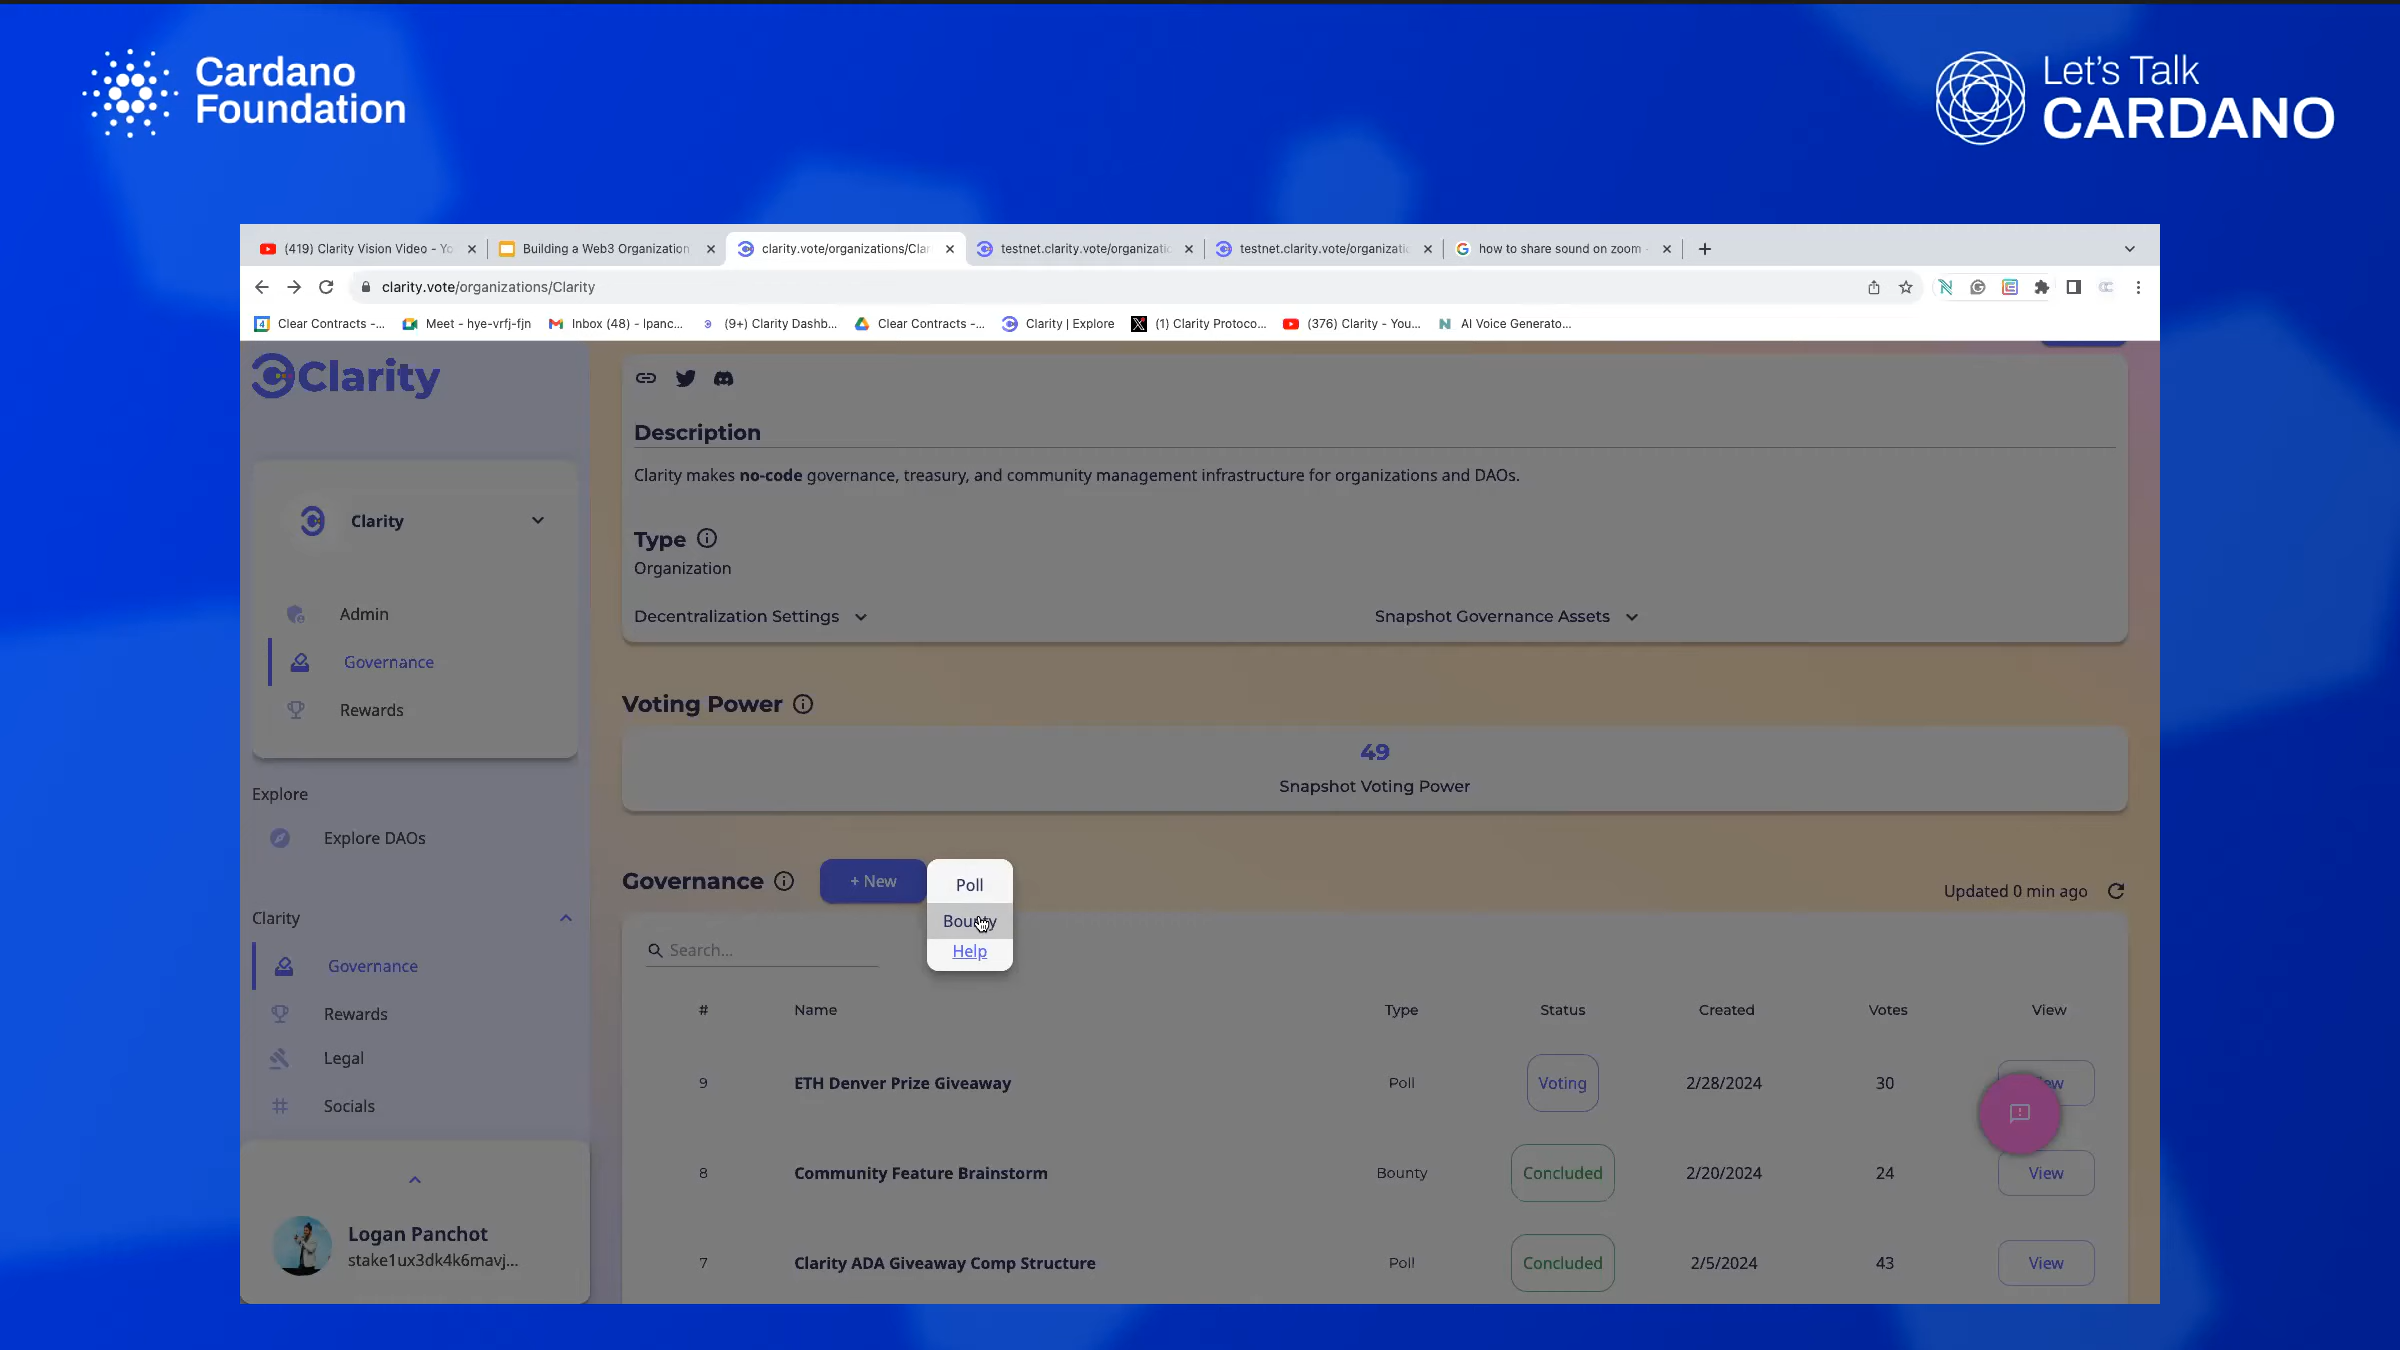 Cardano
Foundation
Let's Talk
CARDANO
(419) Clarity Vision Video - Yo
Building a Web3 Organization
clarity.vote/organizations/Clar
testnet.clarity.vote/organizatio
testnet.clarity.vote/organizatio
how to share sound on zoom -
clarity.vote/organizations/Clarity
Clear Contracts -...
Meet - hye-vrfj-fjn
Inbox (48) - lpanc...
(9+) Clarity Dashb...
Clear Contracts -...
Clarity | Explore
(1) Clarity Protoco...
(376) Clarity - You...
AI Voice Generato...
Clarity
Description
Clarity makes no-code governance, treasury, and community management infrastructure for organizations and DAOs.
Clarity
Type
Organization
Admin
Decentralization Settings
Snapshot Governance Assets
Governance
Rewards
Voting Power
49
Snapshot Voting Power
Explore
Explore DAOs
Governance
+ New
Poll
Bounty
Help
Updated 0 min ago
Clarity
Search...
Governance
Rewards
Legal
Socials
# Name Type Status Created Votes View
9 ETH Denver Prize Giveaway Poll Voting 2/28/2024 30
8 Community Feature Brainstorm Bounty Concluded 2/20/2024 24 View
7 Clarity ADA Giveaway Comp Structure Poll Concluded 2/5/2024 43 View
Logan Panchot
stake1ux3dk4k6mavj...